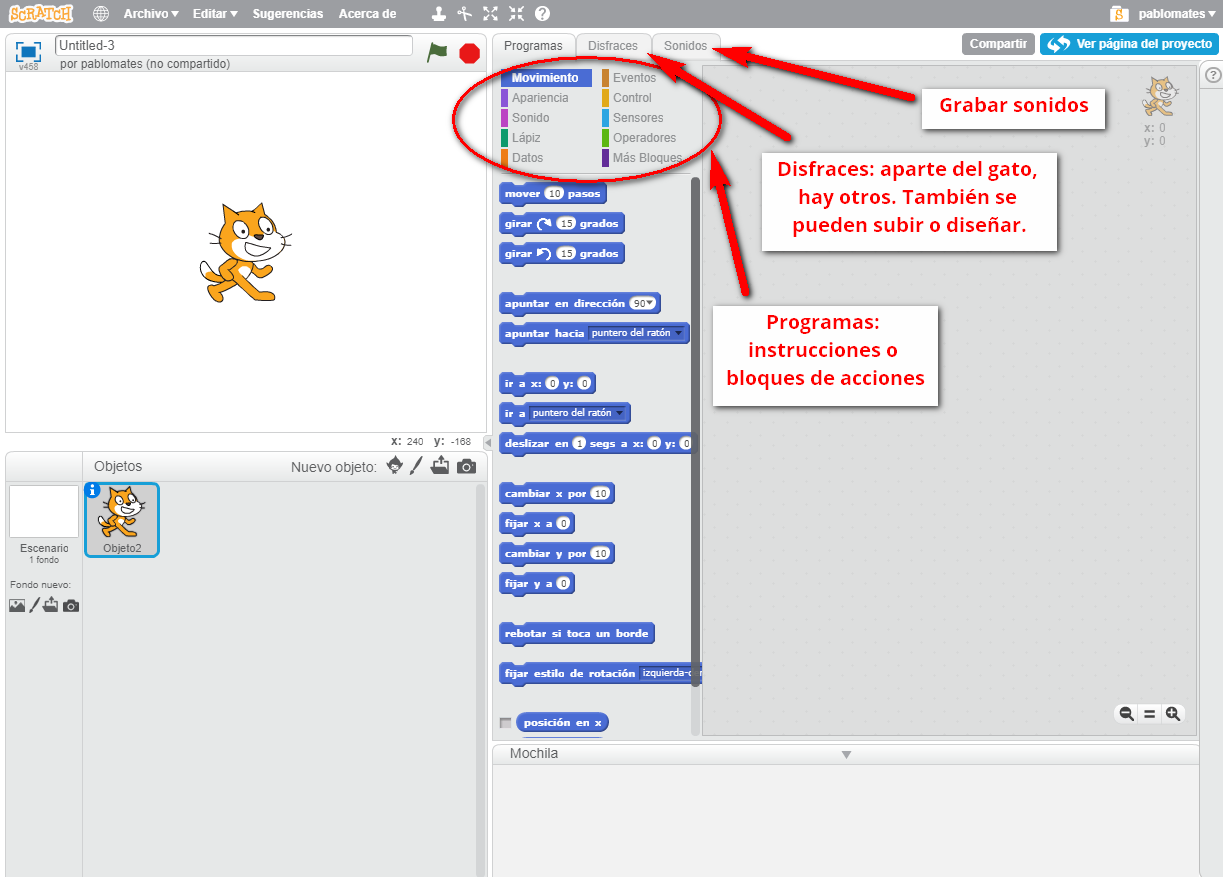 SCRATCH Archivo Editar Sugerencias Acerca de pablomates
v458
Untitled-3
por pablomates (no compartido)
Programas Disfraces Sonidos
Compartir Ver página del proyecto
Movimiento Eventos
Apariencia Control
Sonido Sensores
Lápiz Operadores
Datos Más Bloques
Grabar sonidos
x: 0
y: 0
Disfraces: aparte del gato,
hay otros. También se
pueden subir o diseñar.
Programas:
instrucciones o
bloques de acciones
mover 10 pasos
girar 15 grados
girar 15 grados
apuntar en dirección 90
apuntar hacia puntero del ratón
ir a x: 0 y: 0
ir a puntero del ratón
deslizar en 1 segs a x: 0 y: 0
cambiar x por 10
fijar x a 0
cambiar y por 10
fijar y a 0
rebotar si toca un borde
fijar estilo de rotación
posición en x
x: 240 y: -168
Objetos Nuevo objeto:
Escenario
1 fondo
Objeto2
Fondo nuevo:
Mochila